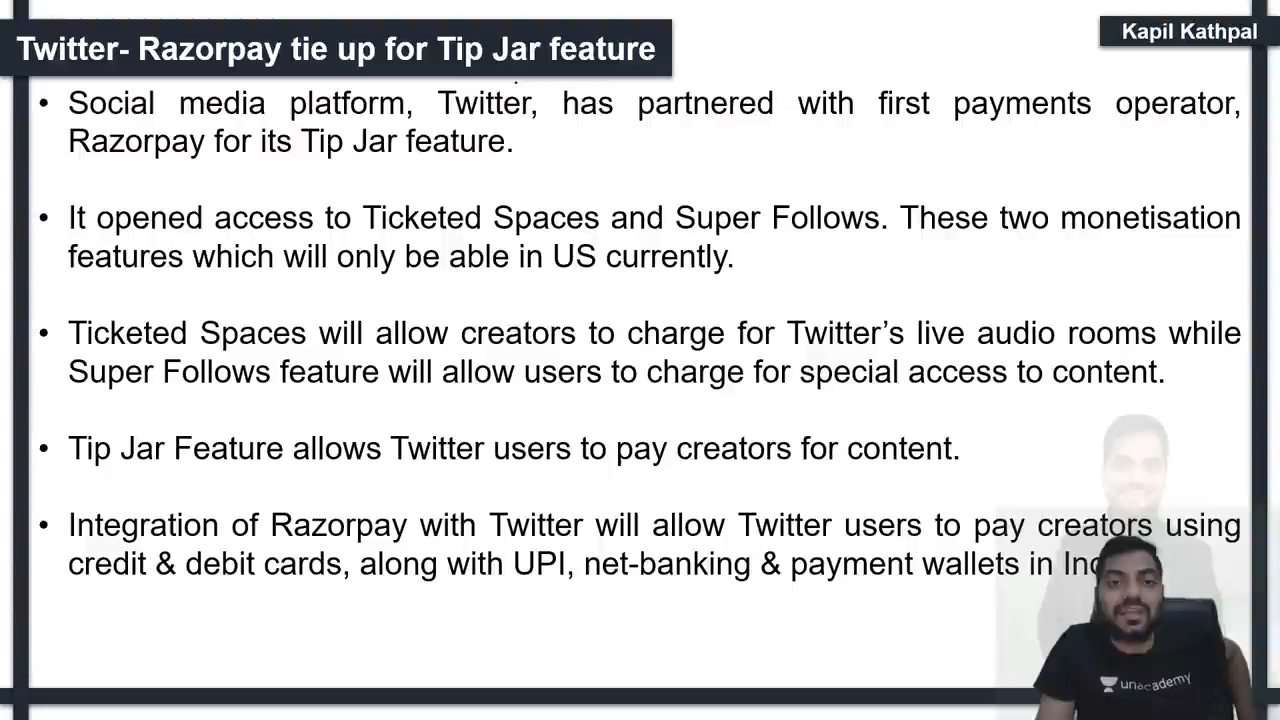 Twitter- Razorpay tie up for Tip Jar feature
Kapil Kathpal
• Social media platform, Twitter, has partnered with first payments operator,
Razorpay for its Tip Jar feature.
• It opened access to Ticketed Spaces and Super Follows. These two monetisation
features which will only be able in US currently.
• Ticketed Spaces will allow creators to charge for Twitter’s live audio rooms while
Super Follows feature will allow users to charge for special access to content.
• Tip Jar Feature allows Twitter users to pay creators for content.
• Integration of Razorpay with Twitter will allow Twitter users to pay creators using
credit & debit cards, along with UPI, net-banking & payment wallets in
unacademy